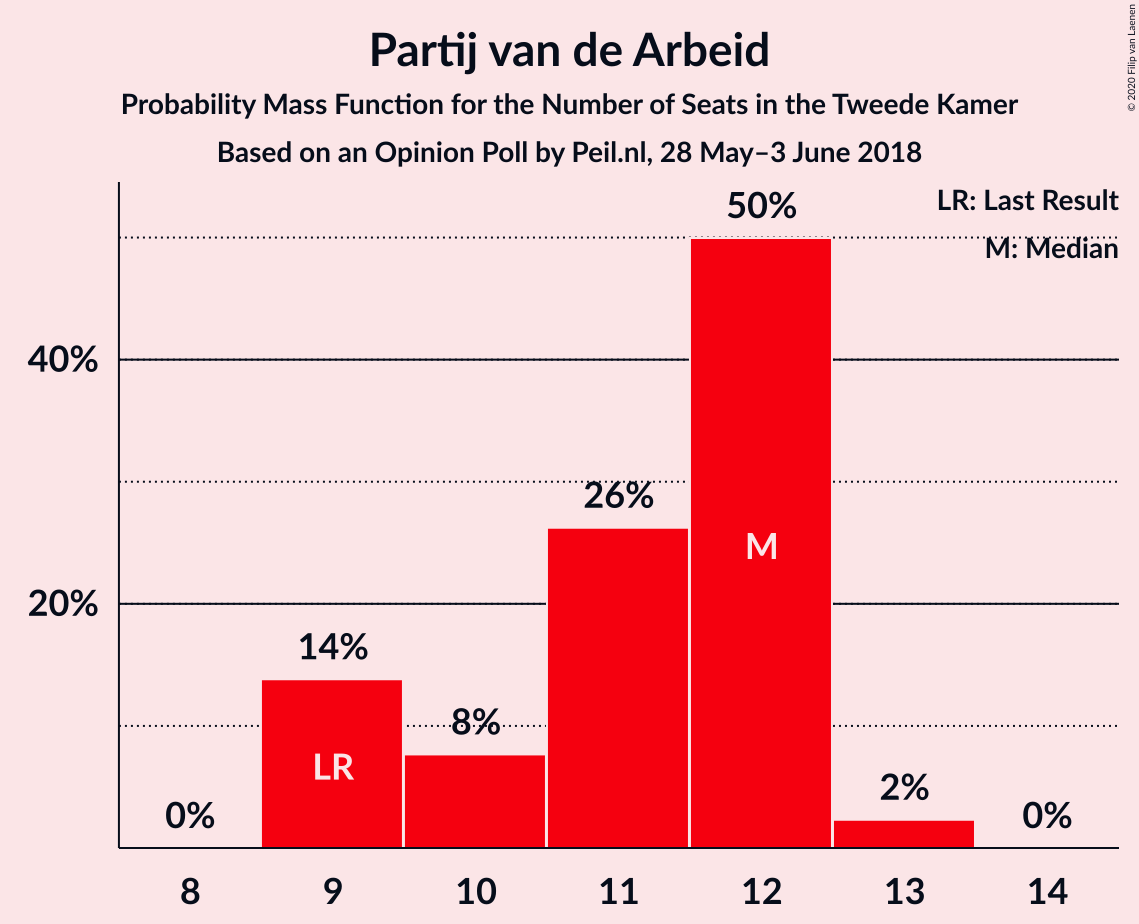 Partij van de Arbeid
Probability Mass Function for the Number of Seats in the Tweede Kamer
Based on an Opinion Poll by Peil.nl, 28 May–3 June 2018
© 2020 Filip van Laenen
LR: Last Result
M: Median
50%
40%
26%
M
20%
14%
8%
LR
2%
0%
0%
8 9 10 11 12 13 14